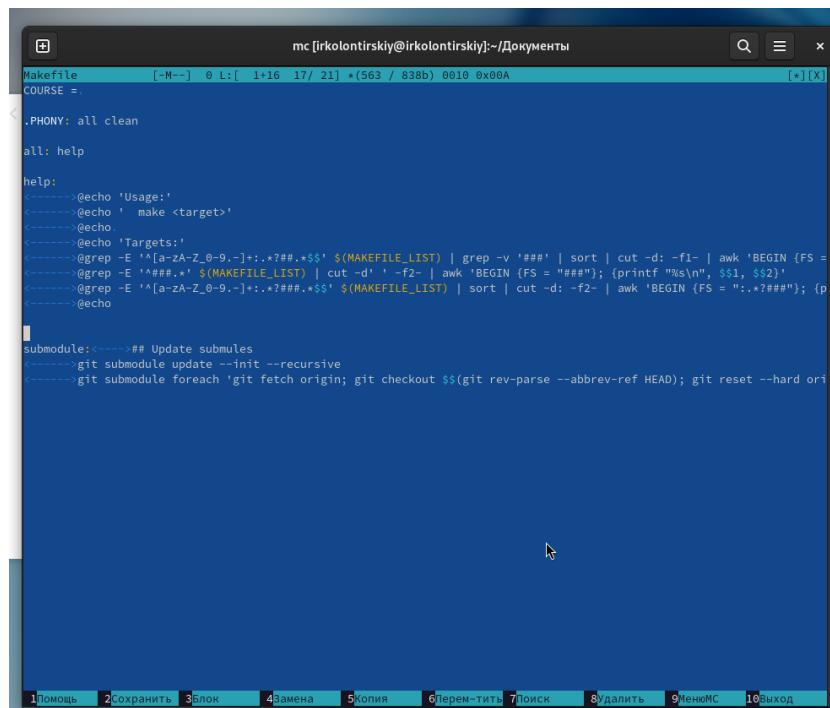 mc [irkolontirskiy@irkolontirskiy]:~/Документы
Makefile [-M--] 0 L:[ 1+16 17/ 21] *(563 / 838b) 0010 0x00A [*][X]
COURSE =.
.PHONY: all clean
all: help
help:
<------>@echo 'Usage:'
<------>@echo '  make <target>'
<------>@echo.
<------>@echo 'Targets:'
<------>@grep -E '^[a-zA-Z_0-9.-]+:.*?##.*$$' $(MAKEFILE_LIST) | grep -v '###' | sort | cut -d: -f1- | awk 'BEGIN {FS =
<------>@grep -E '^###.*' $(MAKEFILE_LIST) | cut -d' ' -f2- | awk 'BEGIN {FS = "###"}; {printf "%s\n", $$1, $$2}'
<------>@grep -E '^[a-zA-Z_0-9.-]+:.*?###.*$$' $(MAKEFILE_LIST) | sort | cut -d: -f2- | awk 'BEGIN {FS = ":.*?###"}; {p
<------>@echo
submodule:<---->## Update submules
<------>git submodule update --init --recursive
<------>git submodule foreach 'git fetch origin; git checkout $$(git rev-parse --abbrev-ref HEAD); git reset --hard ori
1Помощь 2Сохранить 3Блок 4Замена 5Копия 6Перем~тить 7Поиск 8Удалить 9МенюMC 10Выход